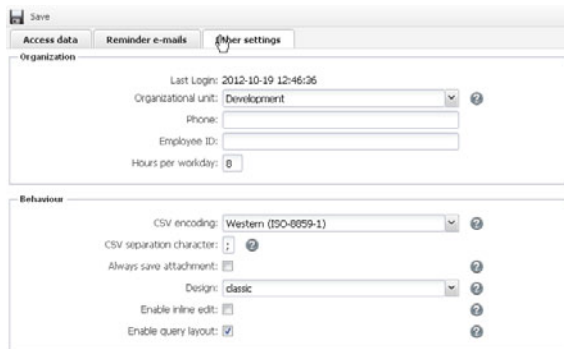 Save
Access data Reminder e-mails Other settings
Organization
Last Login: 2012-10-19 12:46:36
Organizational unit: Development
Phone:
Employee ID:
Hours per workday: 8
Behaviour
CSV encoding: Western (ISO-8859-1)
CSV separation character: ;
Always save attachment:
Design: classic
Enable inline edit:
Enable query layout: